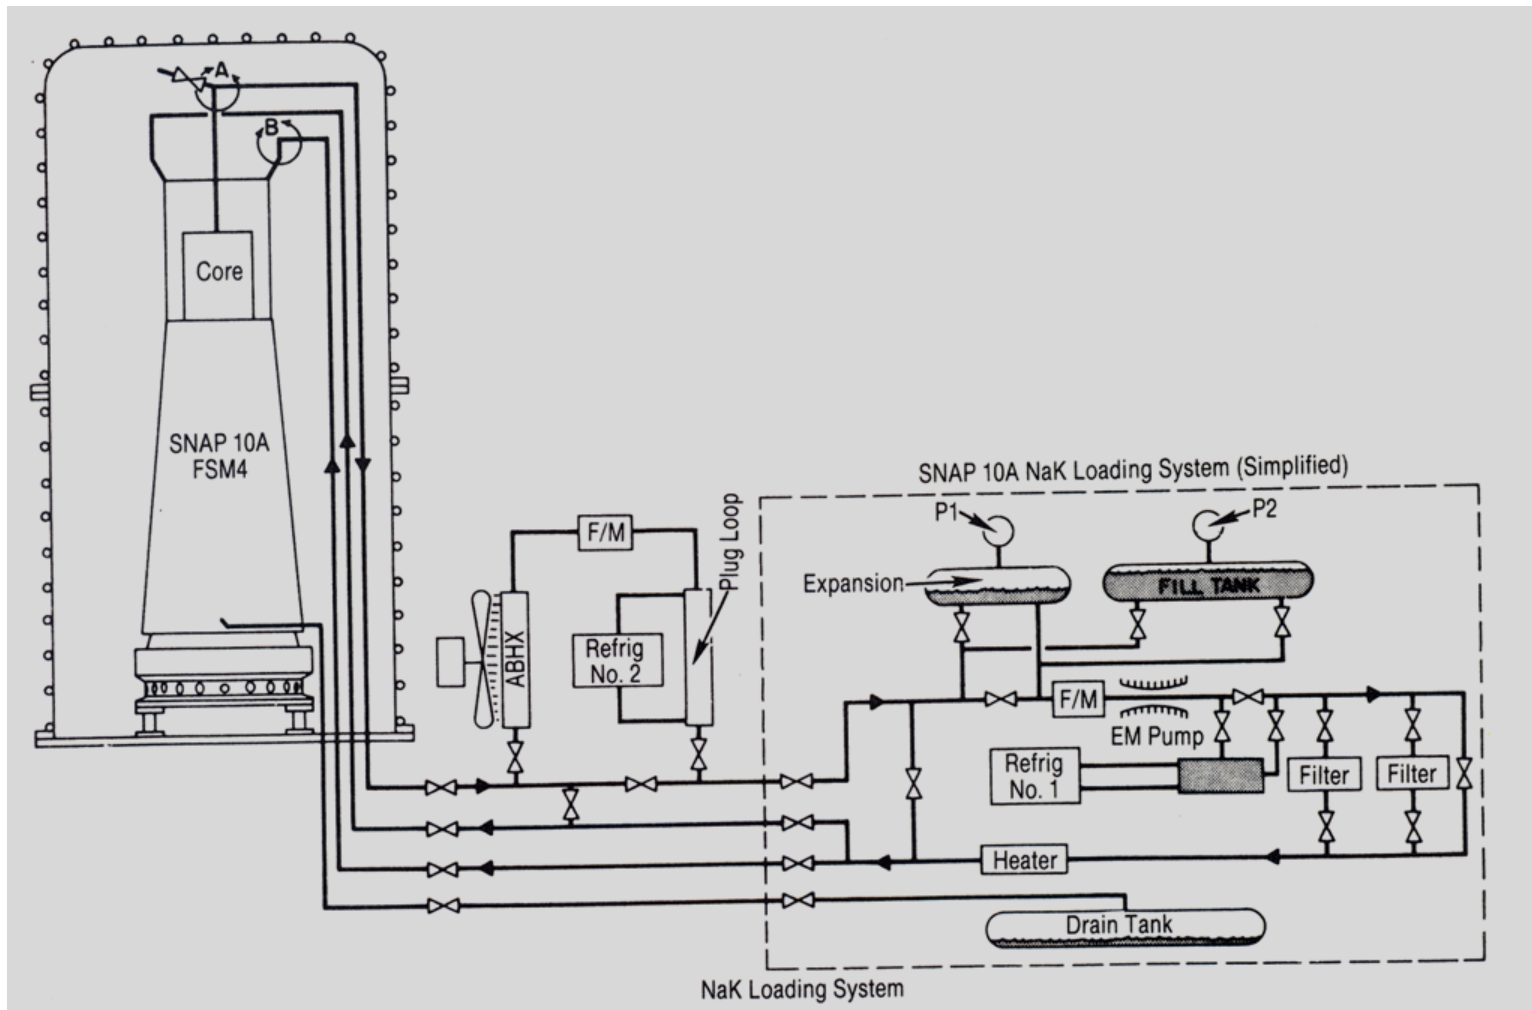 A
B
Core
SNAP 10A
FSM4
SNAP 10A NaK Loading System (Simplified)
P1
P2
Expansion
FILL TANK
F/M
Plug Loop
ABHX
Refrig
No. 2
F/M
EM Pump
Refrig
No. 1
Filter
Filter
Heater
Drain Tank
NaK Loading System